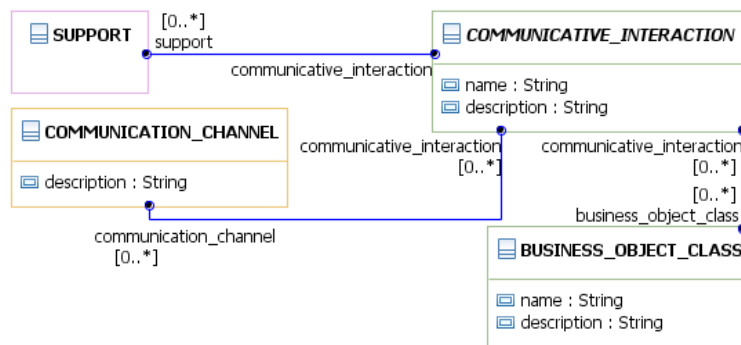 SUPPORT
[0..*]
support
communicative_interaction
COMMUNICATIVE_INTERACTION
name : String
description : String
COMMUNICATION_CHANNEL
description : String
communicative_interaction
[0..*]
communicative_interaction
[0..*]
[0..*]
business_object_class
communication_channel
[0..*]
BUSINESS_OBJECT_CLASS
name : String
description : String